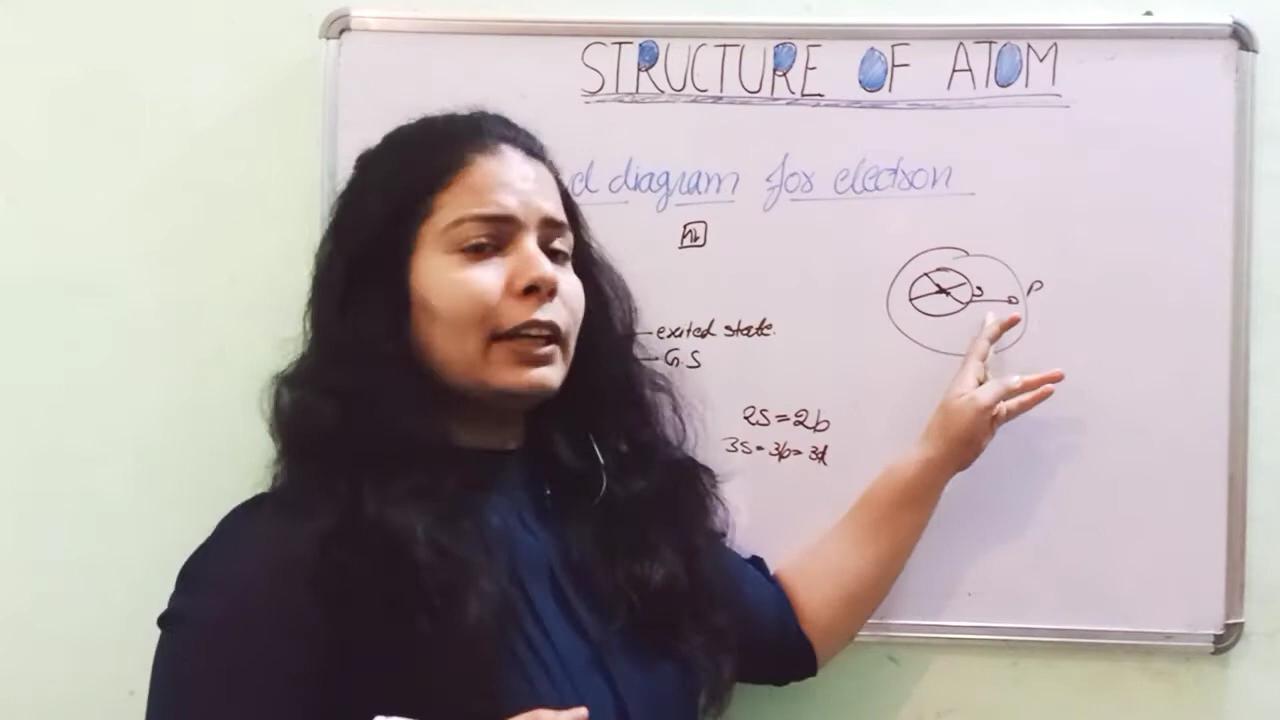 STRUCTURE OF ATOM
d diagram for electron
exited state.
G.S
2S=2p
3S=3p=3d
S
P